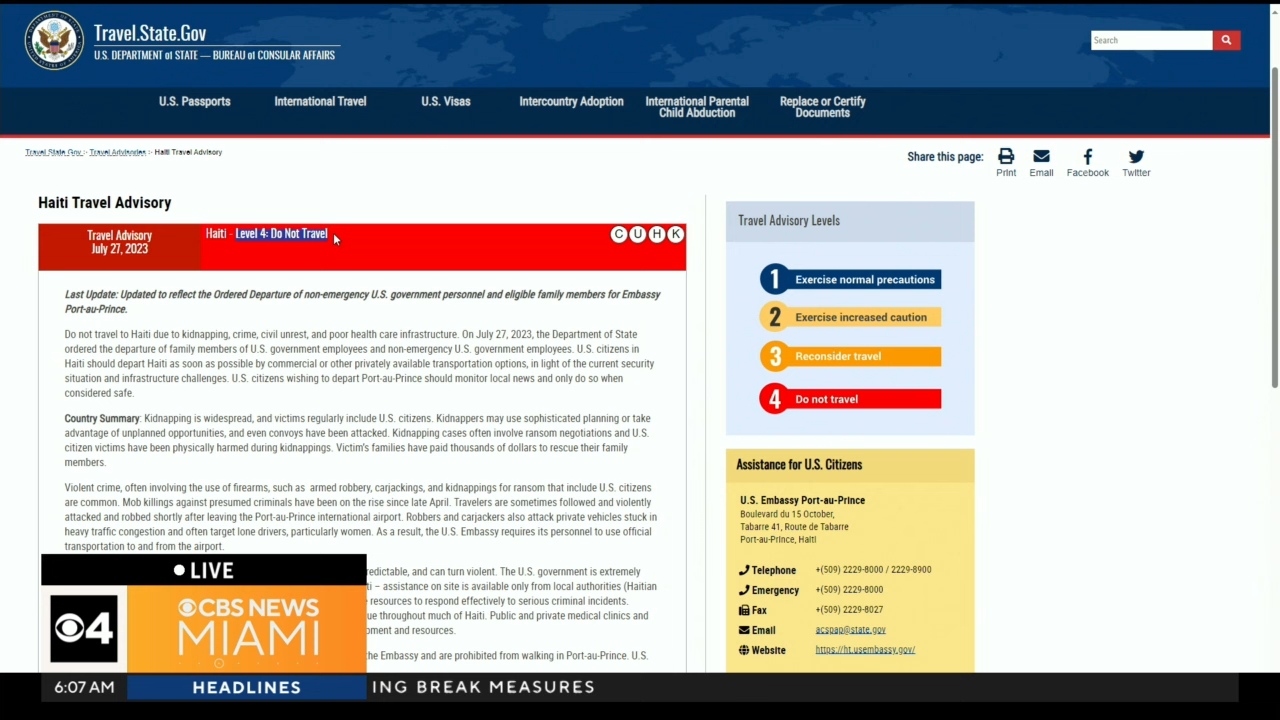 Travel.State.Gov
U.S. DEPARTMENT of STATE — BUREAU of CONSULAR AFFAIRS
Search
U.S. Passports
International Travel
U.S. Visas
Intercountry Adoption
International Parental
Child Abduction
Replace or Certify
Documents
Travel.State.Gov > Travel Advisories > Haiti Travel Advisory
Share this page:
Print
Email
Facebook
Twitter
Haiti Travel Advisory
Travel Advisory
July 27, 2023
Haiti - Level 4: Do Not Travel
C U H K
Last Update: Updated to reflect the Ordered Departure of non-emergency U.S. government personnel and eligible family members for Embassy
Port-au-Prince.
Do not travel to Haiti due to kidnapping, crime, civil unrest, and poor health care infrastructure. On July 27, 2023, the Department of State
ordered the departure of family members of U.S. government employees and non-emergency U.S. government employees. U.S. citizens in
Haiti should depart Haiti as soon as possible by commercial or other privately available transportation options, in light of the current security
situation and infrastructure challenges. U.S. citizens wishing to depart Port-au-Prince should monitor local news and only do so when
considered safe.
Country Summary: Kidnapping is widespread, and victims regularly include U.S. citizens. Kidnappers may use sophisticated planning or take
advantage of unplanned opportunities, and even convoys have been attacked. Kidnapping cases often involve ransom negotiations and U.S.
citizen victims have been physically harmed during kidnappings. Victim's families have paid thousands of dollars to rescue their family
members.
Violent crime, often involving the use of firearms, such as armed robbery, carjackings, and kidnappings for ransom that include U.S. citizens
are common. Mob killings against presumed criminals have been on the rise since late April. Travelers are sometimes followed and violently
attacked and robbed shortly after leaving the Port-au-Prince international airport. Robbers and carjackers also attack private vehicles stuck in
heavy traffic congestion and often target lone drivers, particularly women. As a result, the U.S. Embassy requires its personnel to use official
transportation to and from the airport.
redictable, and can turn violent. The U.S. government is extremely
ti – assistance on site is available only from local authorities (Haitian
resources to respond effectively to serious criminal incidents.
ue throughout much of Haiti. Public and private medical clinics and
oment and resources.
he Embassy and are prohibited from walking in Port-au-Prince. U.S.
Travel Advisory Levels
1 Exercise normal precautions
2 Exercise increased caution
3 Reconsider travel
4 Do not travel
Assistance for U.S. Citizens
U.S. Embassy Port-au-Prince
Boulevard du 15 October,
Tabarre 41, Route de Tabarre
Port-au-Prince, Haiti
Telephone +(509) 2229-8000 / 2229-8900
Emergency +(509) 2229-8000
Fax +(509) 2229-8027
Email acspap@state.gov
Website https://ht.usembassy.gov/
LIVE
4
CBS NEWS
MIAMI
6:07 AM
HEADLINES
ING BREAK MEASURES